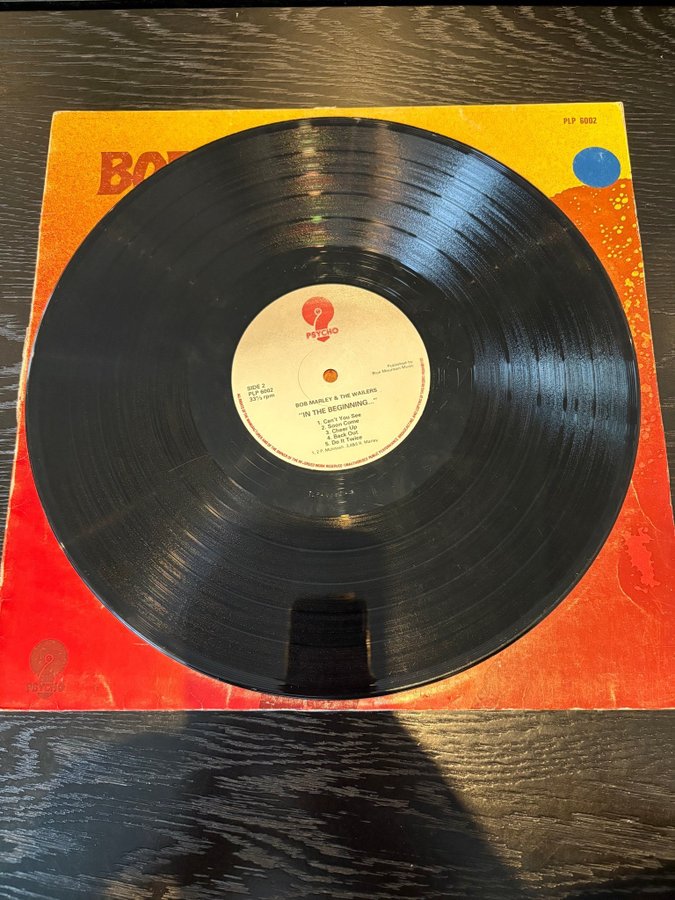 PLP 6002
BOB
PSYCHO
SIDE 2
PLP 6002
33⅓ rpm
Published by
Blue Mountain Music
BOB MARLEY & THE WAILERS
"IN THE BEGINNING..."
1. Can't You See
2. Soon Come
3. Cheer Up
4. Back Out
5. Do It Twice
PSYCHO